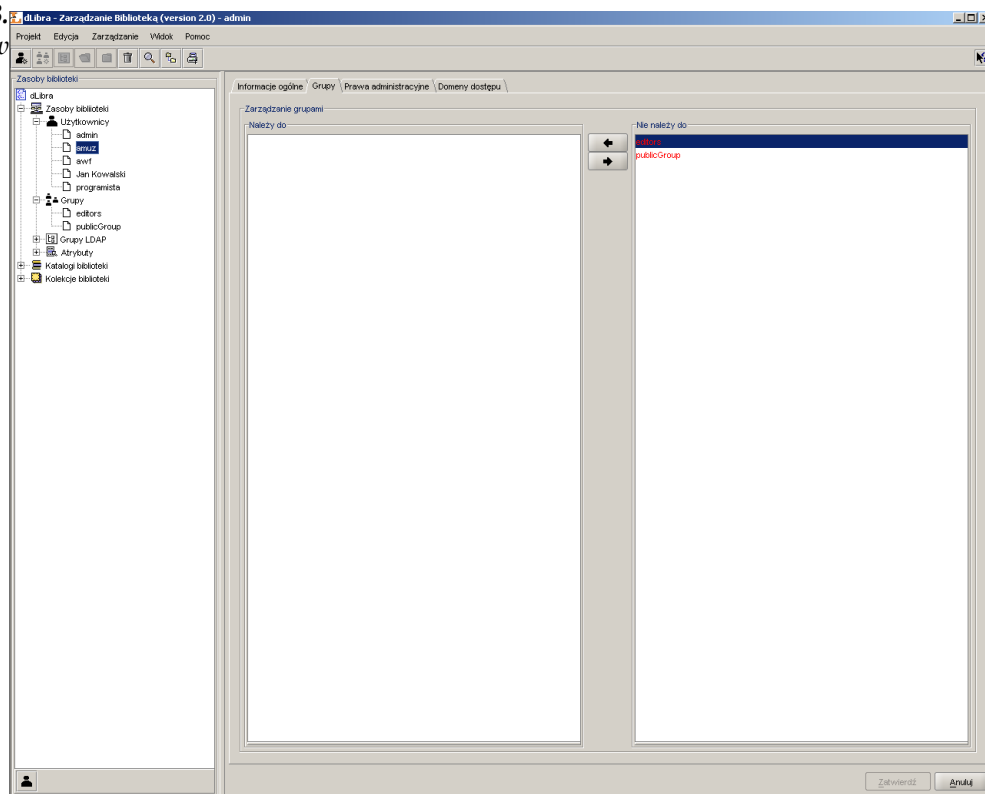 dLibra - Zarządzanie Biblioteką (version 2.0) - admin
Projekt Edycja Zarządzanie Widok Pomoc
Zasoby biblioteki
dLibra
Zasoby biblioteki
Użytkownicy
admin
amuz
awf
Jan Kowalski
programista
Grupy
editors
publicGroup
Grupy LDAP
Atrybuty
Katalogi biblioteki
Kolekcje biblioteki
Informacje ogólne Grupy Prawa administracyjne Domeny dostępu
Zarządzanie grupami
Należy do
Nie należy do
editors
publicGroup
Zatwierdź Anuluj